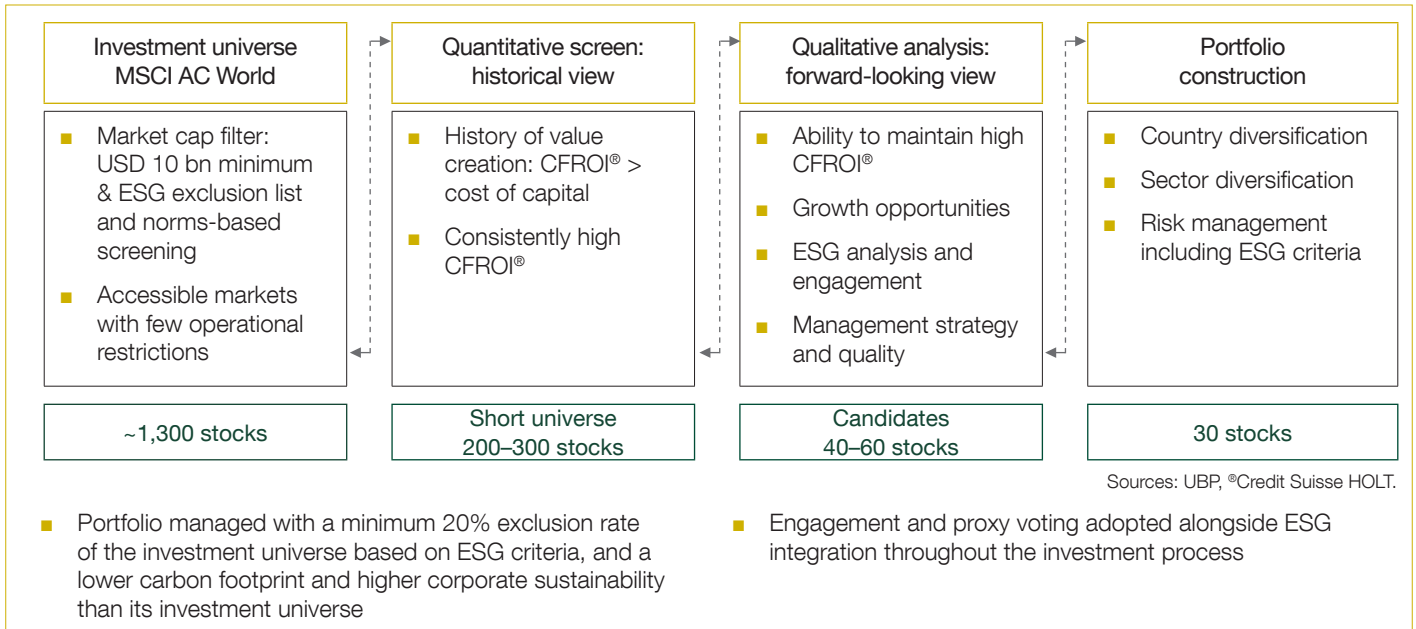 Investment universe
MSCI AC World
■ Market cap filter:
USD 10 bn minimum
& ESG exclusion list
and norms-based
screening
■ Accessible markets
with few operational
restrictions
~1,300 stocks
Quantitative screen:
historical view
■ History of value
creation: CFROI® >
cost of capital
■ Consistently high
CFROI®
Short universe
200–300 stocks
Qualitative analysis:
forward-looking view
■ Ability to maintain high
CFROI®
■ Growth opportunities
■ ESG analysis and
engagement
■ Management strategy
and quality
Candidates
40–60 stocks
Portfolio
construction
■ Country diversification
■ Sector diversification
■ Risk management
including ESG criteria
30 stocks
Sources: UBP, ®Credit Suisse HOLT.
■ Portfolio managed with a minimum 20% exclusion rate
of the investment universe based on ESG criteria, and a
lower carbon footprint and higher corporate sustainability
than its investment universe
■ Engagement and proxy voting adopted alongside ESG
integration throughout the investment process